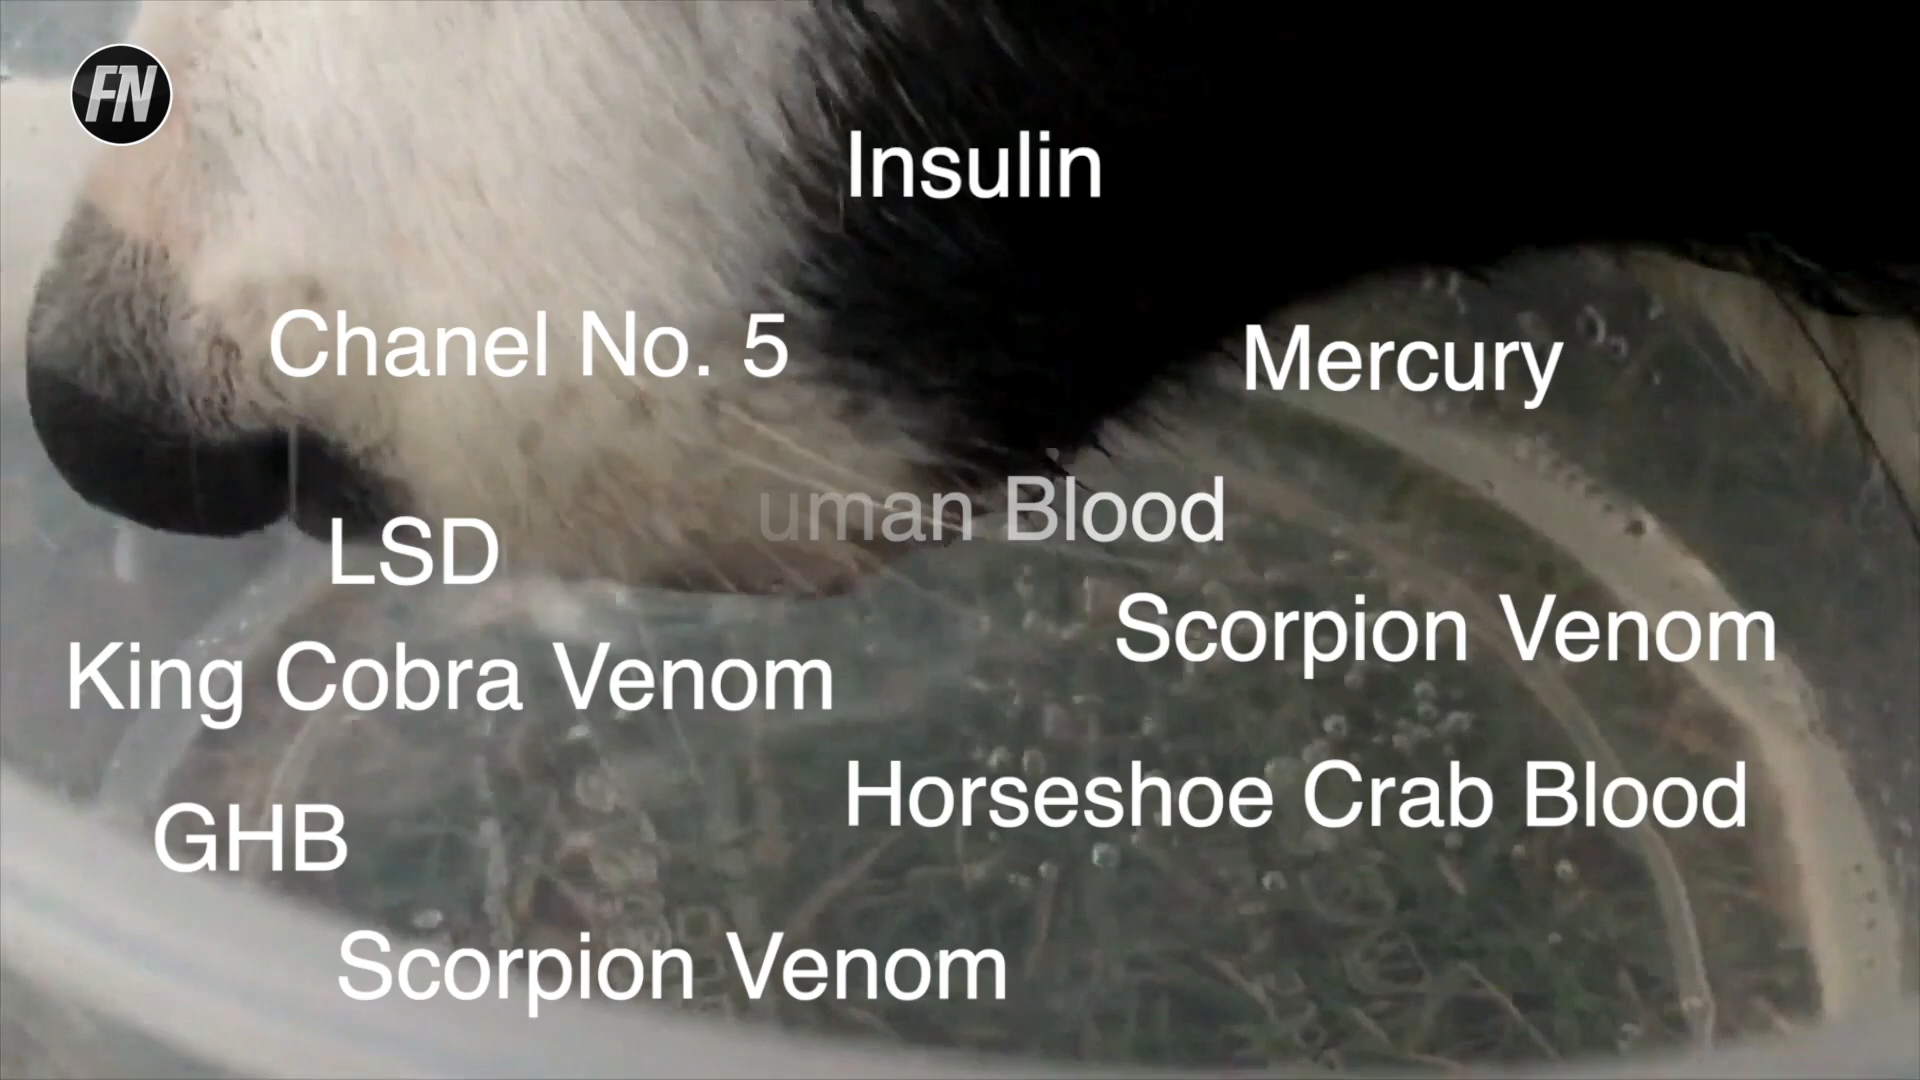 FN
Insulin
Chanel No. 5
Mercury
uman Blood
LSD
Scorpion Venom
King Cobra Venom
Horseshoe Crab Blood
GHB
Scorpion Venom